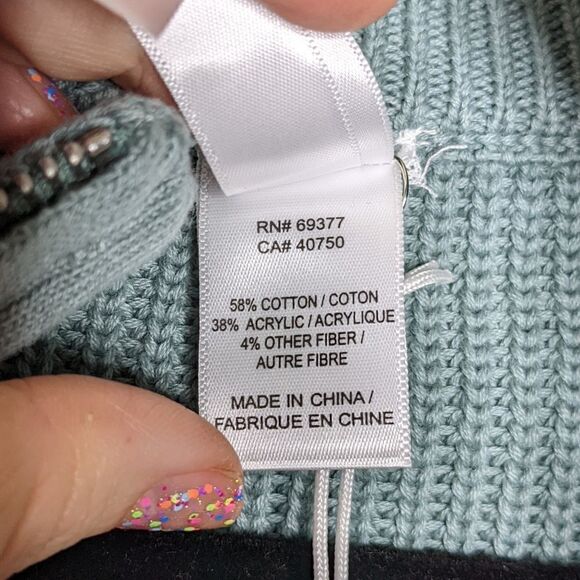 RN# 69377
CA# 40750
58% COTTON / COTON
38% ACRYLIC / ACRYLIQUE
4% OTHER FIBER /
AUTRE FIBRE
MADE IN CHINA /
FABRIQUE EN CHINE